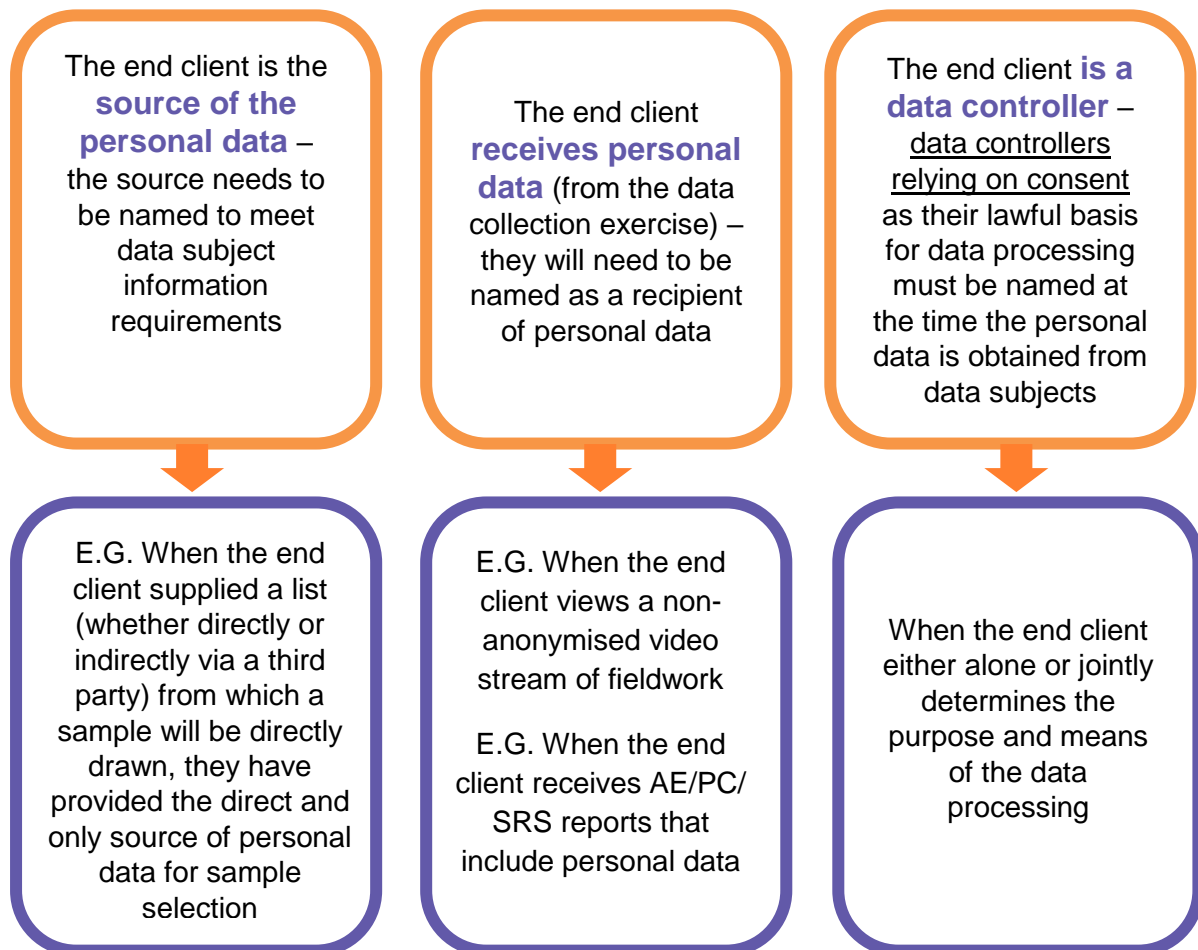 The end client is the
source of the
personal data –
the source needs to
be named to meet
data subject
information
requirements
The end client
receives personal
data (from the data
collection exercise) –
they will need to be
named as a recipient
of personal data
The end client is a
data controller –
data controllers
relying on consent
as their lawful basis
for data processing
must be named at
the time the personal
data is obtained from
data subjects
E.G. When the end
client supplied a list
(whether directly or
indirectly via a third
party) from which a
sample will be directly
drawn, they have
provided the direct and
only source of personal
data for sample
selection
E.G. When the end
client views a non-
anonymised video
stream of fieldwork
E.G. When the end
client receives AE/PC/
SRS reports that
include personal data
When the end client
either alone or jointly
determines the
purpose and means
of the data
processing